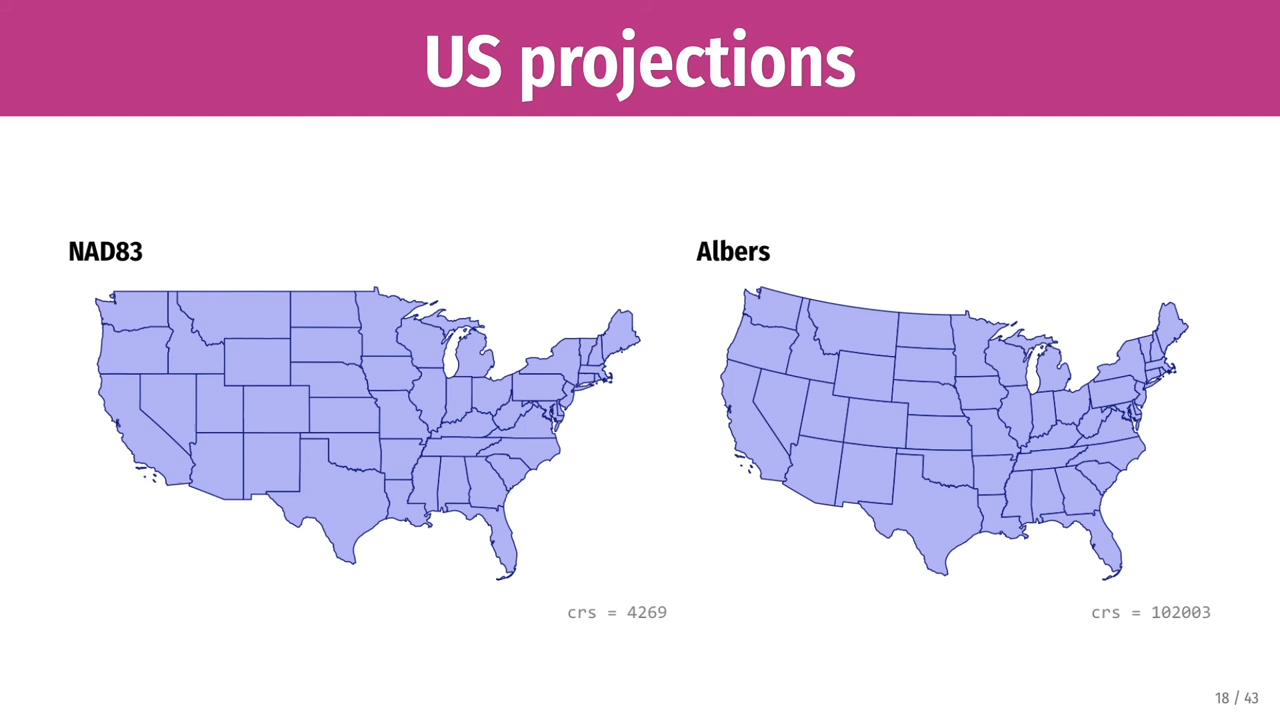 US projections
NAD83
Albers
crs = 4269
crs = 102003
18 / 43